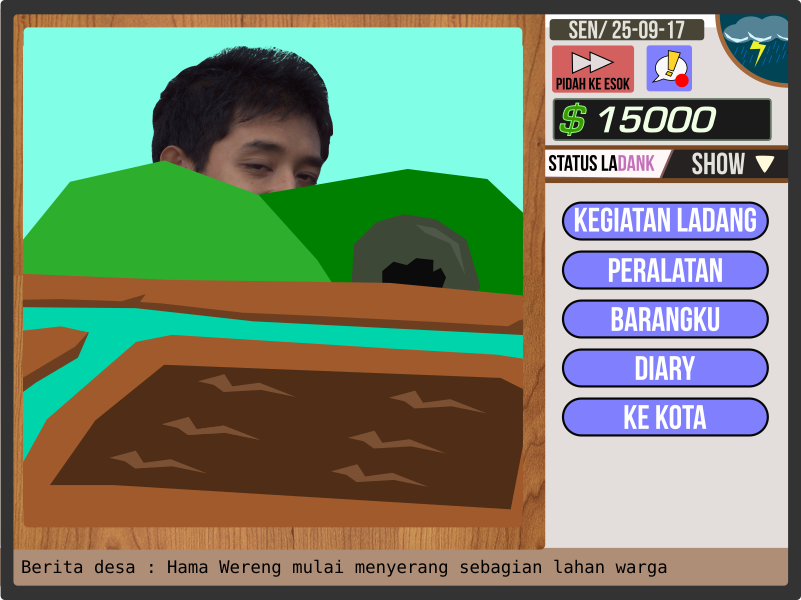 SEN/ 25-09-17
PIDAH KE ESOK
$ 15000
STATUS LADANK
SHOW
KEGIATAN LADANG
PERALATAN
BARANGKU
DIARY
KE KOTA
Berita desa : Hama Wereng mulai menyerang sebagian lahan warga